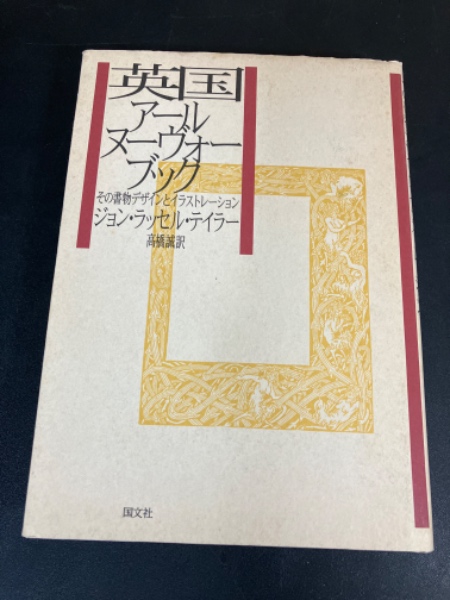 英国
アール
ヌーヴォー
ブック
その書物デザインとイラストレーション
ジョン・ラッセル・テイラー
高橋誠訳
国文社